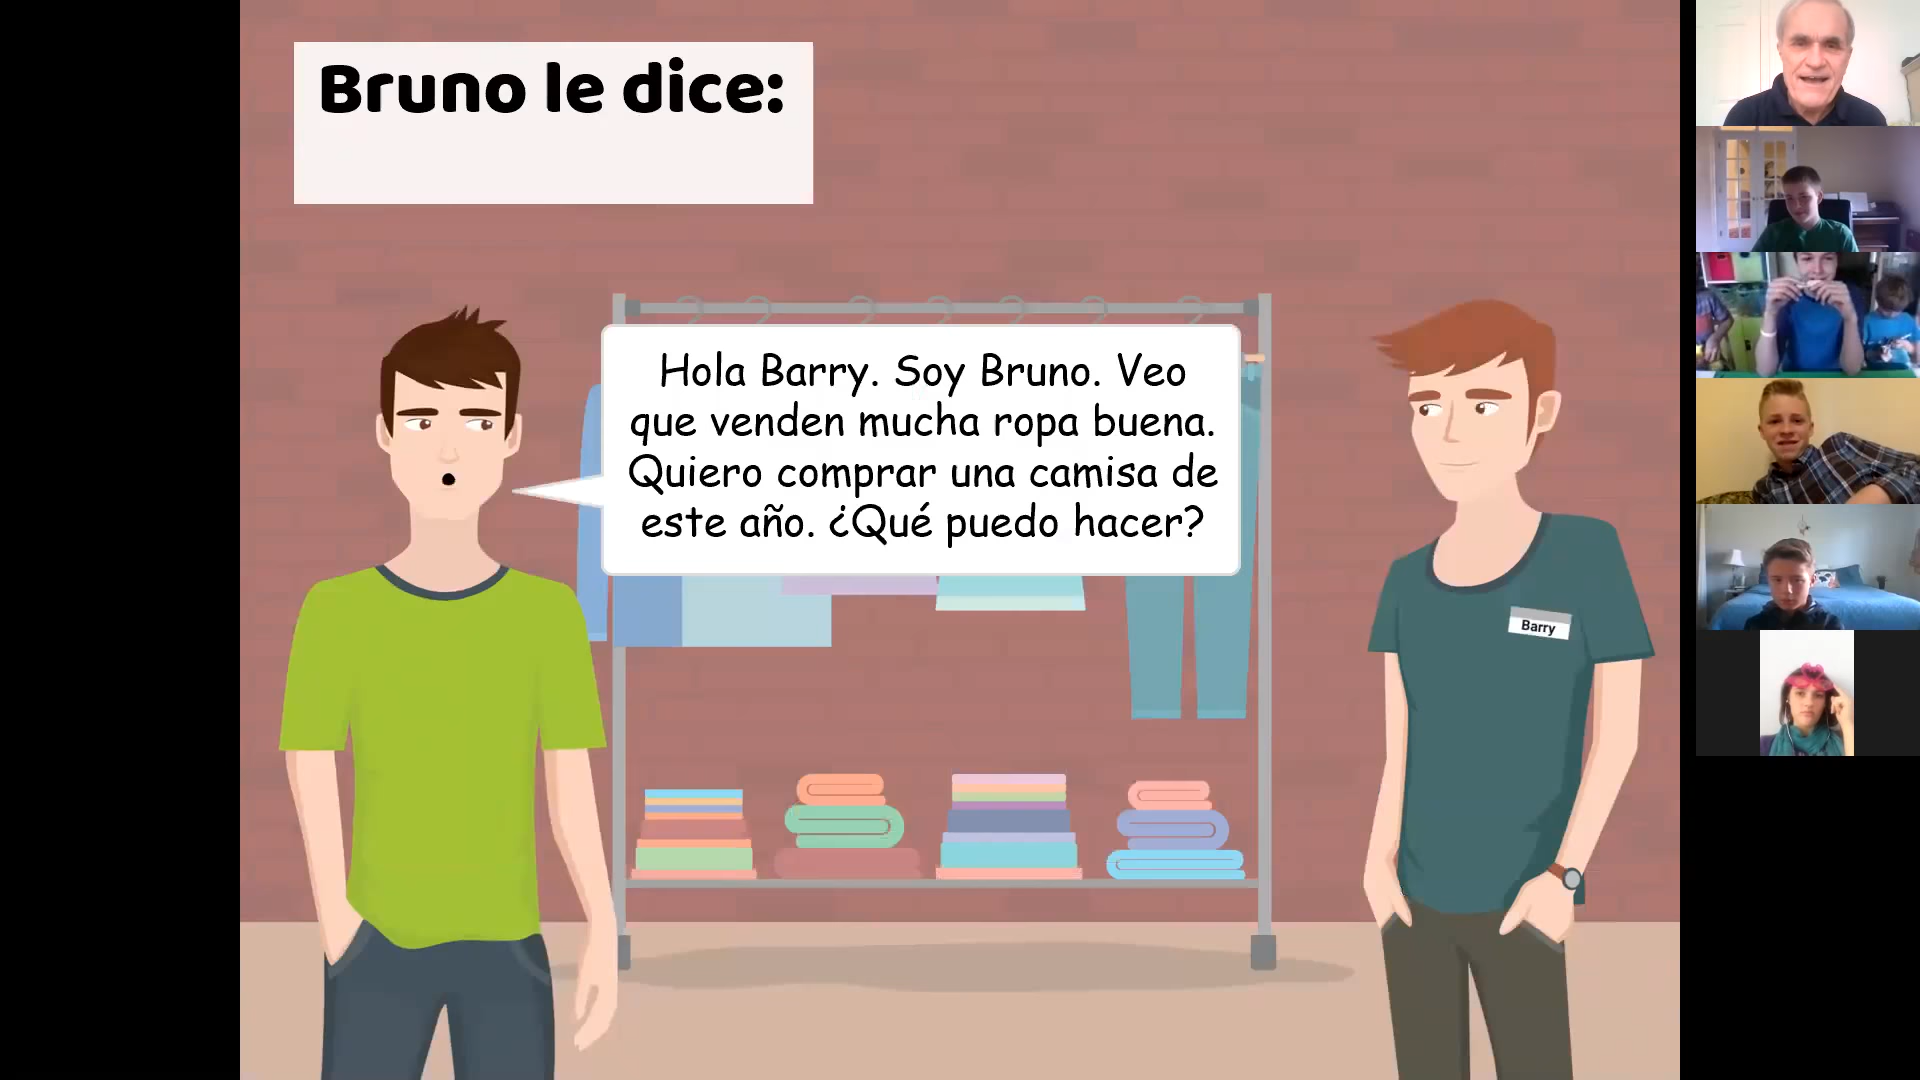 Bruno le dice:
Hola Barry. Soy Bruno. Veo
que venden mucha ropa buena.
Quiero comprar una camisa de
este año. ¿Qué puedo hacer?
Barry